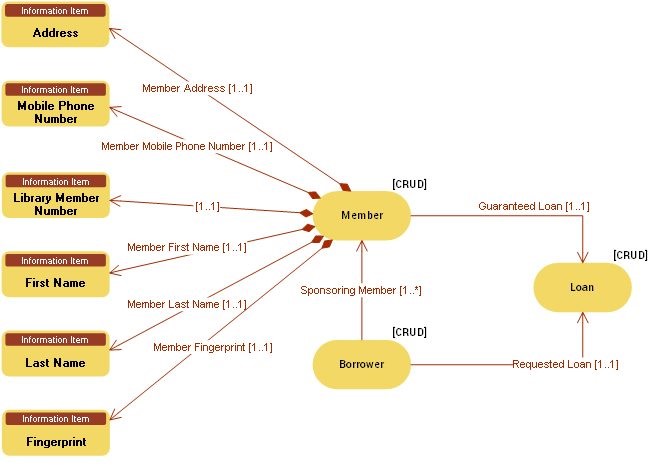 Information Item
Address
Member Address [1..1]
Information Item
Mobile Phone
Number
Member Mobile Phone Number [1..1]
Information Item
Library Member
Number
[1..1]
[CRUD]
Member
Guaranteed Loan [1..1]
Information Item
First Name
Member First Name [1..1]
[CRUD]
Loan
Sponsoring Member [1..*]
Member Last Name [1..1]
Information Item
Last Name
Member Fingerprint [1..1]
[CRUD]
Borrower
Requested Loan [1..1]
Information Item
Fingerprint